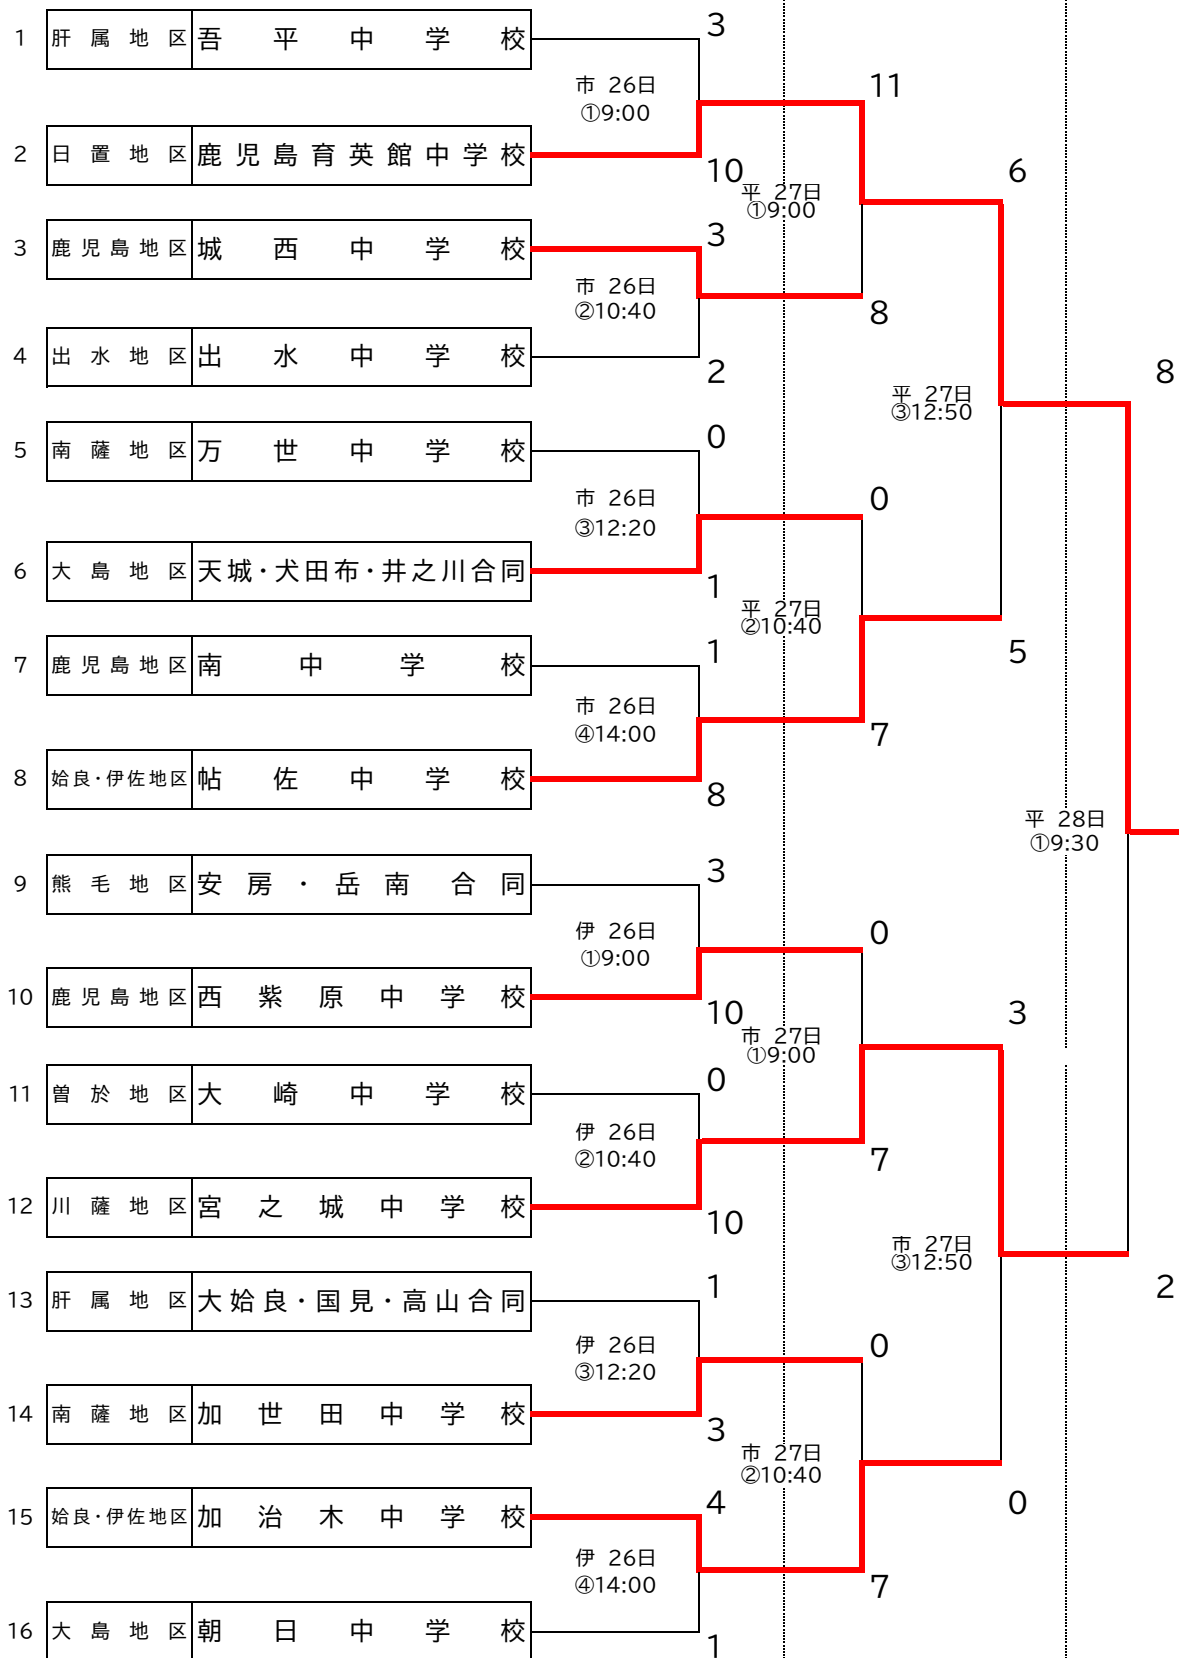 1 肝属地区 吾平中学校 3
市 26日
①9:00
11
2 日置地区 鹿児島育英館中学校 10
平 27日
①9:00
6
3 鹿児島地区 城西中学校 3
市 26日
②10:40
8
4 出水地区 出水中学校 2
8
平 27日
③12:50
5 南薩地区 万世中学校 0
市 26日
③12:20
0
6 大島地区 天城・犬田布・井之川合同 1
平 27日
②10:40
5
7 鹿児島地区 南中学校 1
市 26日
④14:00
7
8 姶良・伊佐地区 帖佐中学校 8
平 28日
①9:30
9 熊毛地区 安房・岳南 合同 3
伊 26日
①9:00
0
10 鹿児島地区 西紫原中学校 10
市 27日
①9:00
3
11 曽於地区 大崎中学校 0
伊 26日
②10:40
7
12 川薩地区 宮之城中学校 10
市 27日
③12:50
2
13 肝属地区 大姶良・国見・高山合同 1
伊 26日
③12:20
0
14 南薩地区 加世田中学校 3
市 27日
②10:40
0
15 姶良・伊佐地区 加治木中学校 4
伊 26日
④14:00
7
16 大島地区 朝日中学校 1